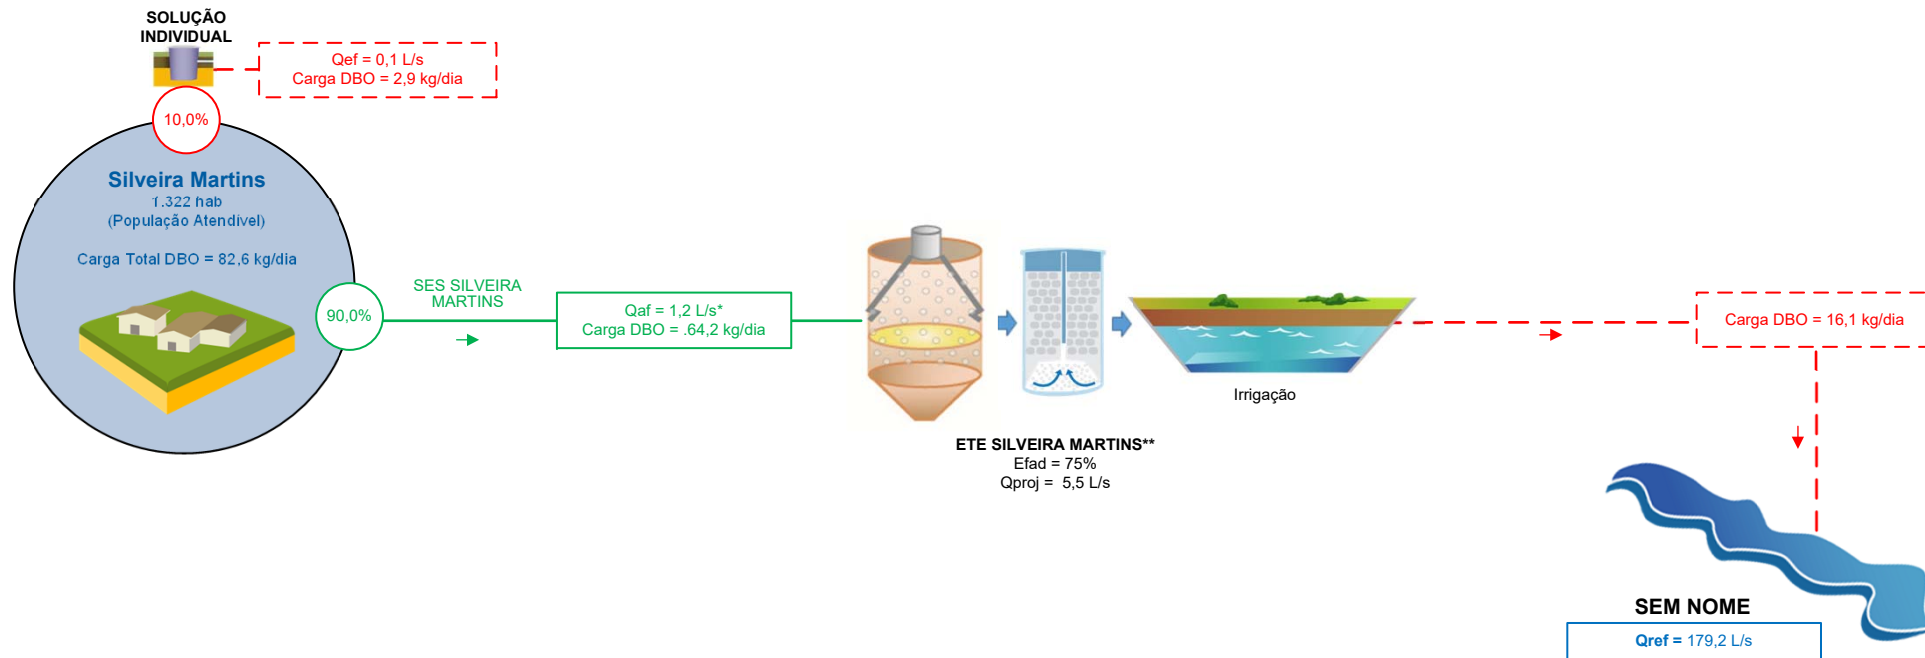 SOLUÇÃO
INDIVIDUAL
Qef = 0,1 L/s
Carga DBO = 2,9 kg/dia
10,0%
Silveira Martins
1.322 hab
(População Atendível)
Carga Total DBO = 82,6 kg/dia
90,0%
SES SILVEIRA
MARTINS
Qaf = 1,2 L/s*
Carga DBO = .64,2 kg/dia
Irrigação
ETE SILVEIRA MARTINS**
Efad = 75%
Qproj =  5,5 L/s
Carga DBO = 16,1 kg/dia
SEM NOME
Qref = 179,2 L/s